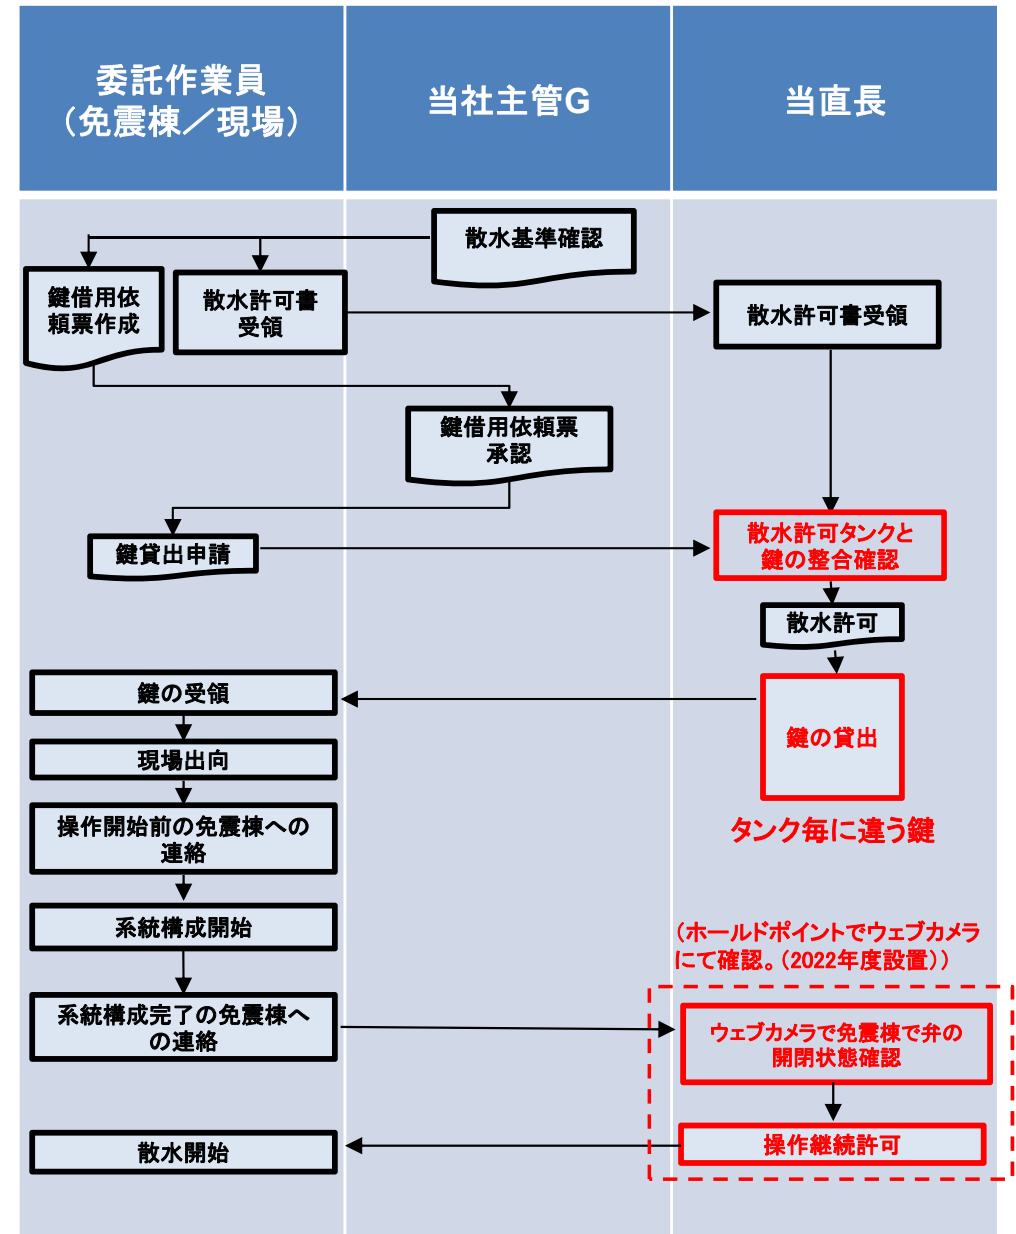 委託作業員
（免震棟／現場）
当社主管G
当直長
散水基準確認
鍵借用依
頼票作成
散水許可書
受領
散水許可書受領
鍵借用依頼票
承認
鍵貸出申請
散水許可タンクと
鍵の整合確認
散水許可
鍵の受領
鍵の貸出
現場出向
タンク毎に違う鍵
操作開始前の免震棟への
連絡
系統構成開始
（ホールドポイントでウェブカメラ
にて確認。（2022年度設置））
系統構成完了の免震棟へ
の連絡
ウェブカメラで免震棟で弁の
開閉状態確認
操作継続許可
散水開始